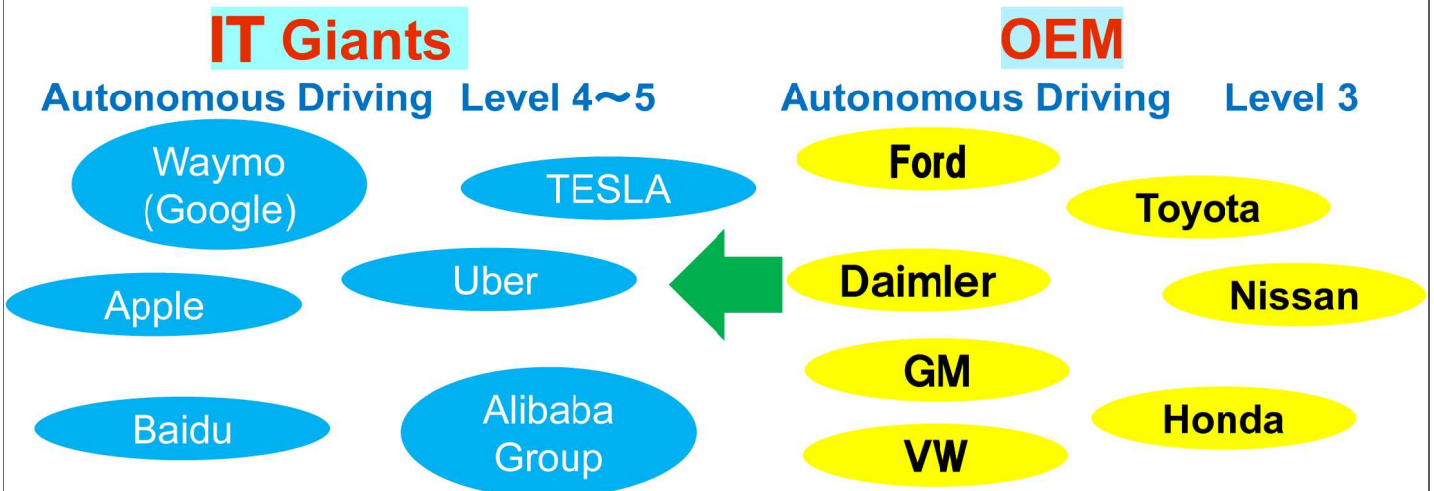 IT Giants
Autonomous Driving Level 4～5
Waymo
(Google)
TESLA
Uber
Apple
Baidu
Alibaba
Group
OEM
Autonomous Driving Level 3
Ford
Toyota
Daimler
Nissan
GM
Honda
VW